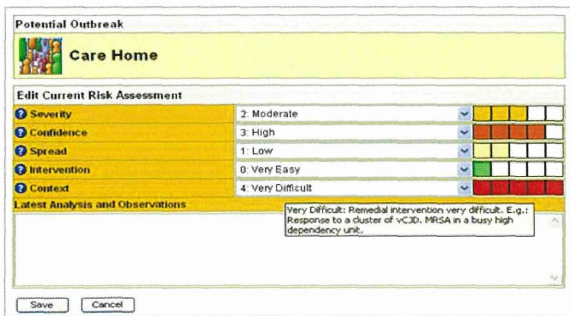 Potential Outbreak
Care Home
Edit Current Risk Assessment
? Severity 2: Moderate
? Confidence 3: High
? Spread 1: Low
? Intervention 0: Very Easy
? Context 4: Very Difficult
Latest Analysis and Observations
Very Difficult: Remedial intervention very difficult. E.g.:
Response to a cluster of vCJD. MRSA in a busy high
dependency unit.
Save Cancel